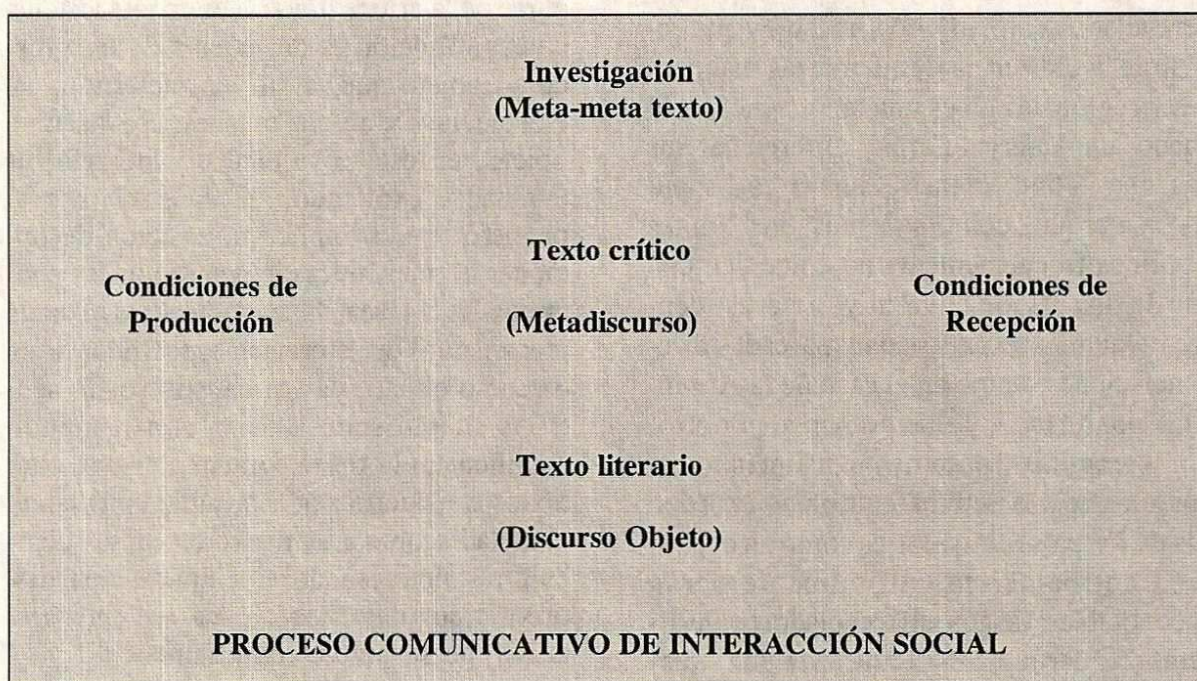 Investigación
(Meta-meta texto)
Texto crítico
Condiciones de
Producción
(Metadiscurso)
Condiciones de
Recepción
Texto literario
(Discurso Objeto)
PROCESO COMUNICATIVO DE INTERACCIÓN SOCIAL